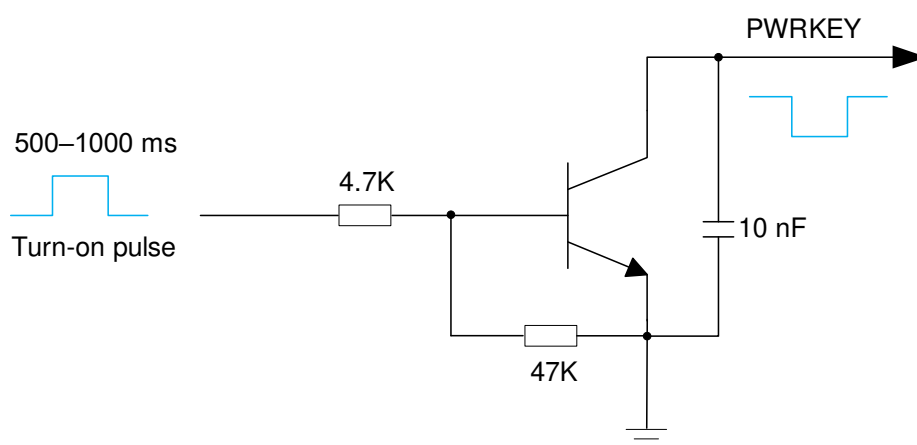 PWRKEY
500–1000 ms
4.7K
10 nF
Turn-on pulse
47K